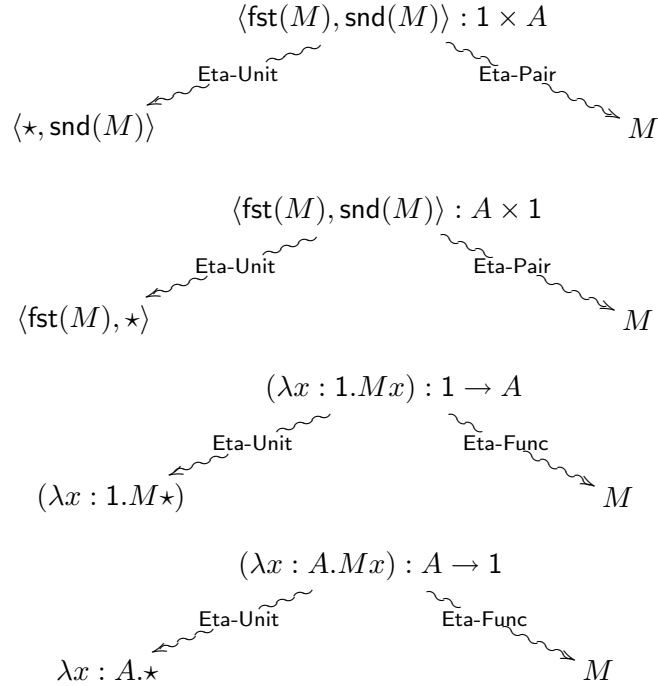 ⟨fst(M), snd(M)⟩ : 1 × A
Eta-Unit Eta-Pair
⟨⋆, snd(M)⟩ M
⟨fst(M), snd(M)⟩ : A × 1
Eta-Unit Eta-Pair
⟨fst(M), ⋆⟩ M
(λx : 1.Mx) : 1 → A
Eta-Unit Eta-Func
(λx : 1.M⋆) M
(λx : A.Mx) : A → 1
Eta-Unit Eta-Func
λx : A.⋆ M